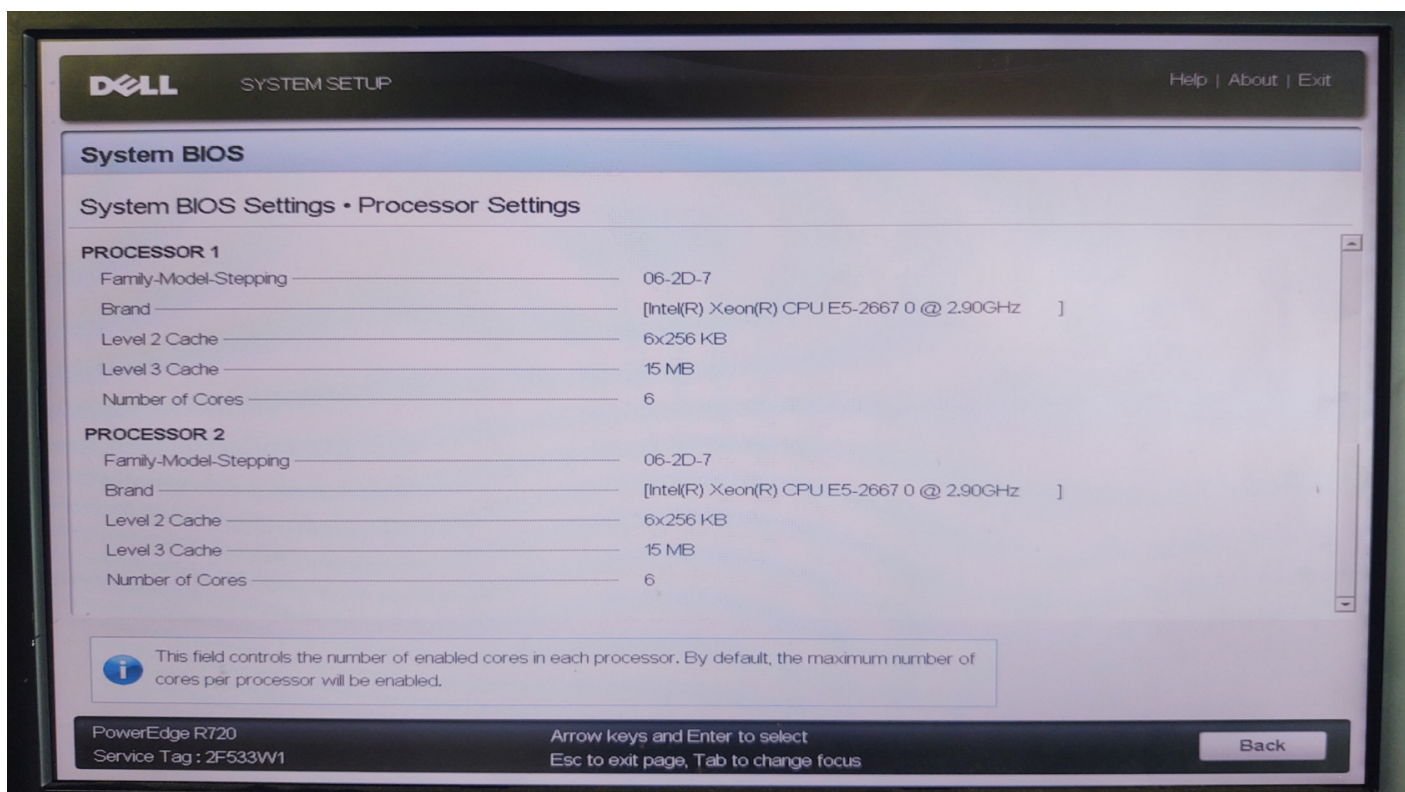 DELL SYSTEM SETUP Help | About | Exit
System BIOS
System BIOS Settings • Processor Settings
PROCESSOR 1
Family-Model-Stepping 06-2D-7
Brand [Intel(R) Xeon(R) CPU E5-2667 0 @ 2.90GHz ]
Level 2 Cache 6x256 KB
Level 3 Cache 15 MB
Number of Cores 6
PROCESSOR 2
Family-Model-Stepping 06-2D-7
Brand [Intel(R) Xeon(R) CPU E5-2667 0 @ 2.90GHz ]
Level 2 Cache 6x256 KB
Level 3 Cache 15 MB
Number of Cores 6
This field controls the number of enabled cores in each processor. By default, the maximum number of
cores per processor will be enabled.
PowerEdge R720
Service Tag : 2F533W1
Arrow keys and Enter to select
Esc to exit page, Tab to change focus
Back